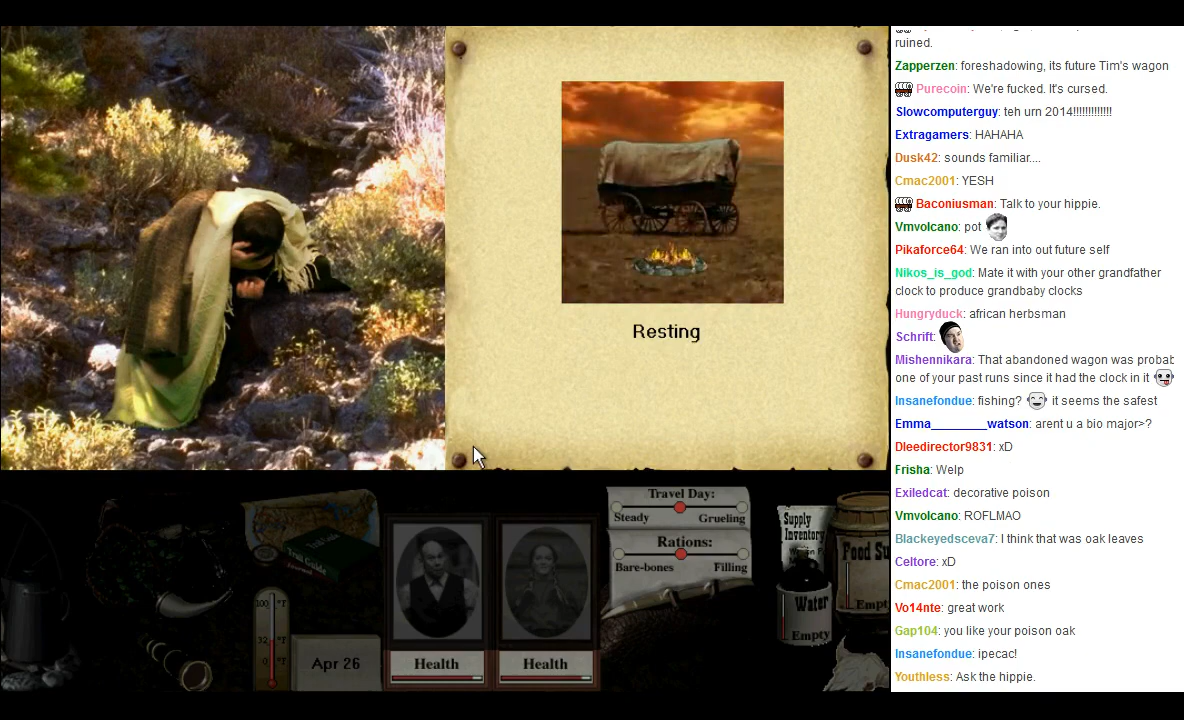 Resting
Travel Day:
Steady Grueling
Rations:
Bare-bones Filling
Supply
Inventory
Water
Empty
Food Su
Empt
Trail Guide
100 °F
32 °F
0 °F
Apr 26
Health
Health
ruined.
Zapperzen: foreshadowing, its future Tim's wagon
Purecoin: We're fucked. It's cursed.
Slowcomputerguy: teh urn 2014!!!!!!!!!!!!!
Extragamers: HAHAHA
Dusk42: sounds familiar....
Cmac2001: YESH
Baconiusman: Talk to your hippie.
Vmvolcano: pot
Pikaforce64: We ran into out future self
Nikos_is_god: Mate it with your other grandfather
clock to produce grandbaby clocks
Hungryduck: african herbsman
Schrift:
Mishennikara: That abandoned wagon was probab
one of your past runs since it had the clock in it
Insanefondue: fishing? it seems the safest
Emma________watson: arent u a bio major>?
Dleedirector9831: xD
Frisha: Welp
Exiledcat: decorative poison
Vmvolcano: ROFLMAO
Blackeyedsceva7: I think that was oak leaves
Celtore: xD
Cmac2001: the poison ones
Vo14nte: great work
Gap104: you like your poison oak
Insanefondue: ipecac!
Youthless: Ask the hippie.